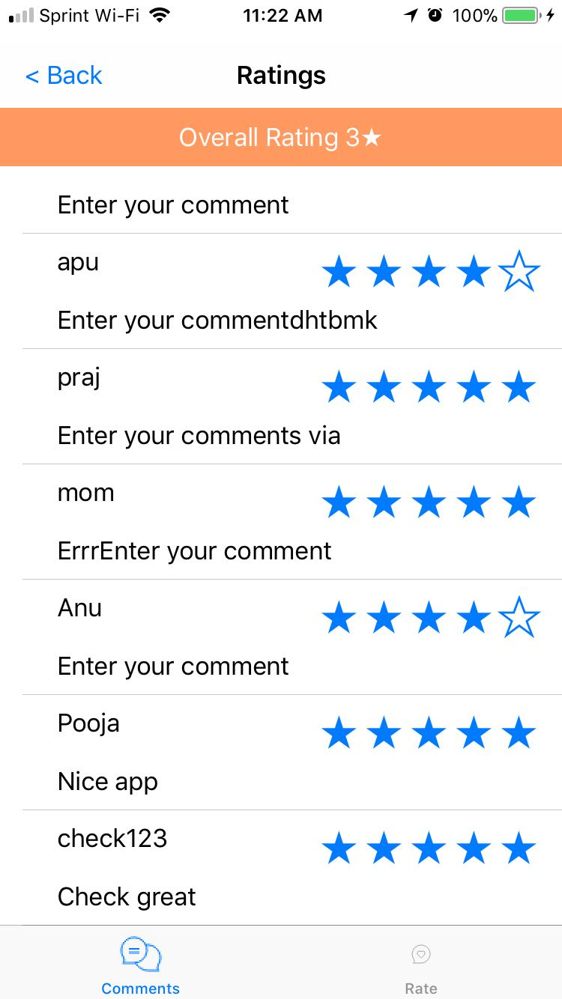 Sprint Wi-Fi 11:22 AM 100%
< Back Ratings
Overall Rating 3★
Enter your comment
apu
Enter your commentdhtbmk
praj
Enter your comments via
mom
ErrrEnter your comment
Anu
Enter your comment
Pooja
Nice app
check123
Check great
Comments Rate